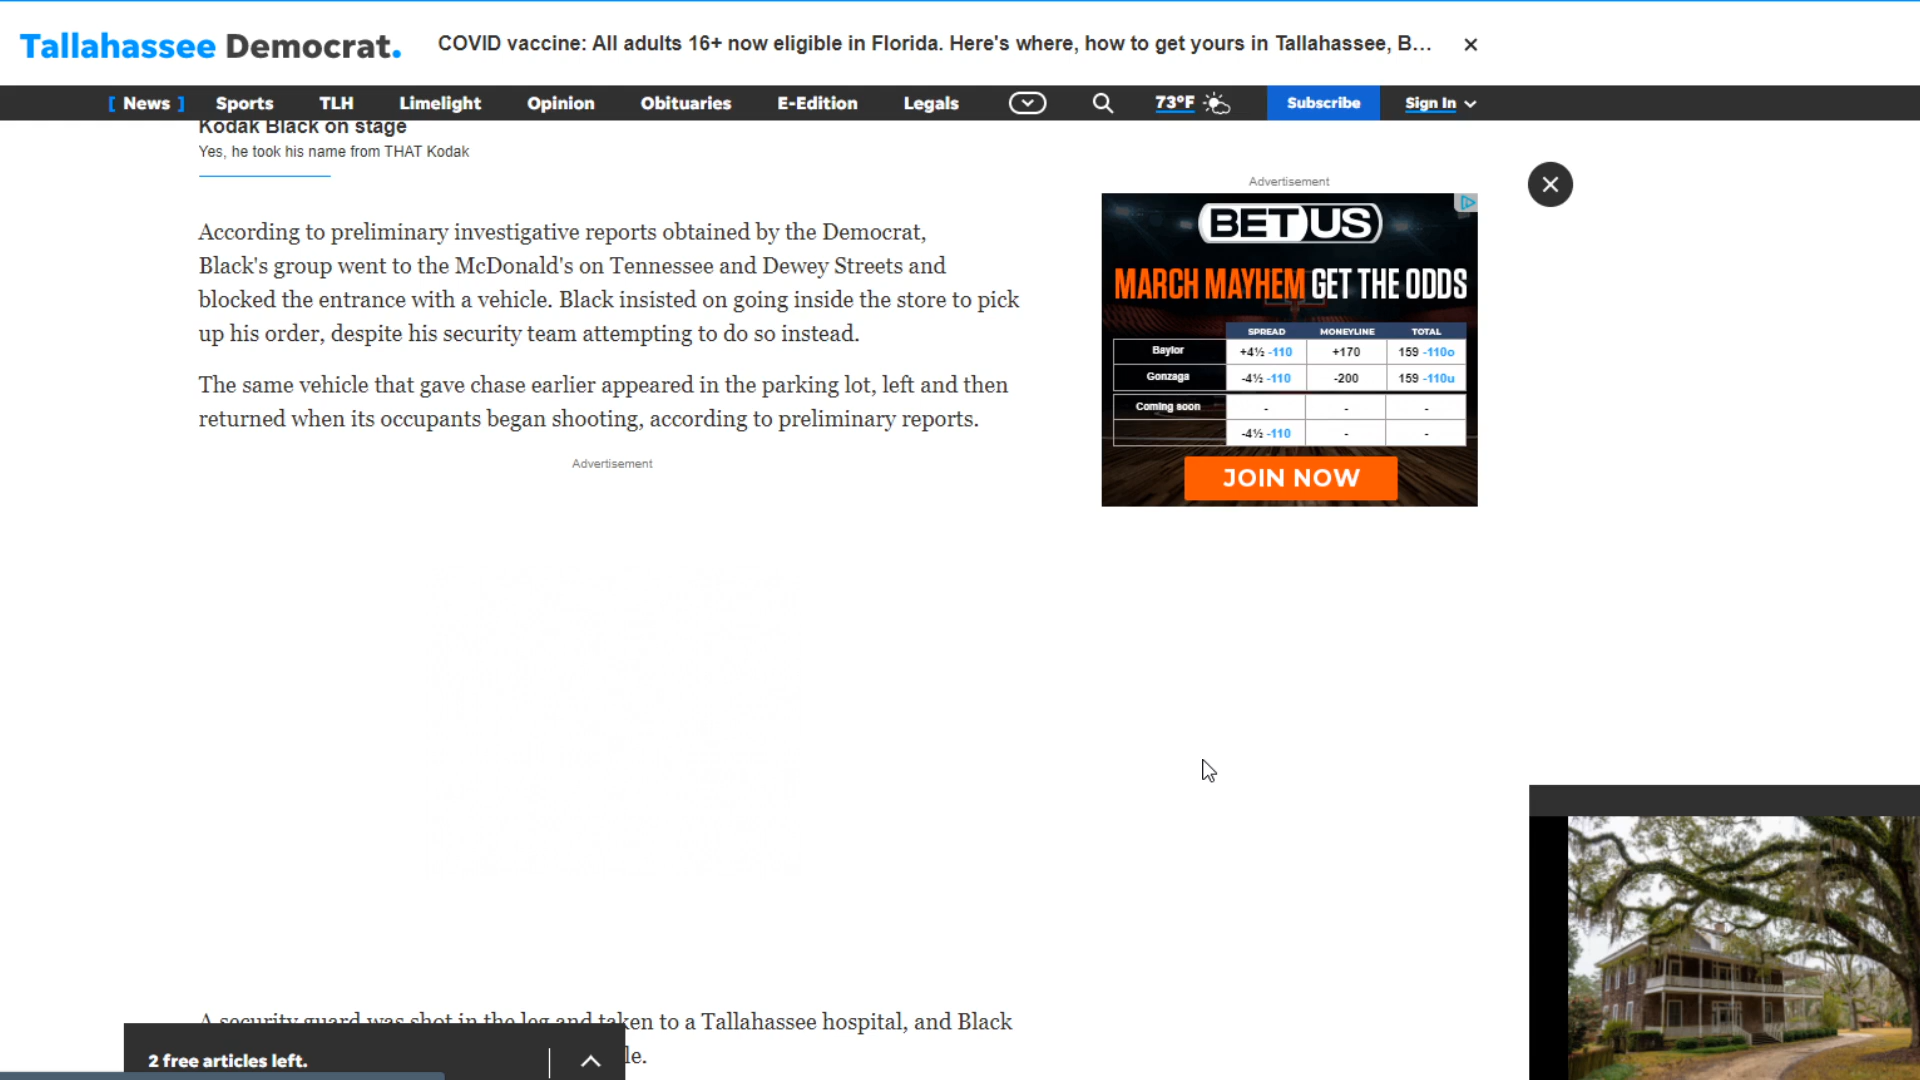 Tallahassee Democrat.
COVID vaccine: All adults 16+ now eligible in Florida. Here's where, how to get yours in Tallahassee, B...
[ News ] Sports TLH Limelight Opinion Obituaries E-Edition Legals 73°F Subscribe Sign In
Kodak Black on stage
Yes, he took his name from THAT Kodak
According to preliminary investigative reports obtained by the Democrat,
Black's group went to the McDonald's on Tennessee and Dewey Streets and
blocked the entrance with a vehicle. Black insisted on going inside the store to pick
up his order, despite his security team attempting to do so instead.
The same vehicle that gave chase earlier appeared in the parking lot, left and then
returned when its occupants began shooting, according to preliminary reports.
Advertisement
Advertisement
BETUS
MARCH MAYHEM GET THE ODDS
SPREAD MONEYLINE TOTAL
Baylor +4½ -110 +170 159 -110o
Gonzaga -4½ -110 -200 159 -110u
Coming soon - - -
-4½ -110 - -
JOIN NOW
A security guard was shot in the leg and taken to a Tallahassee hospital, and Black
le.
2 free articles left.